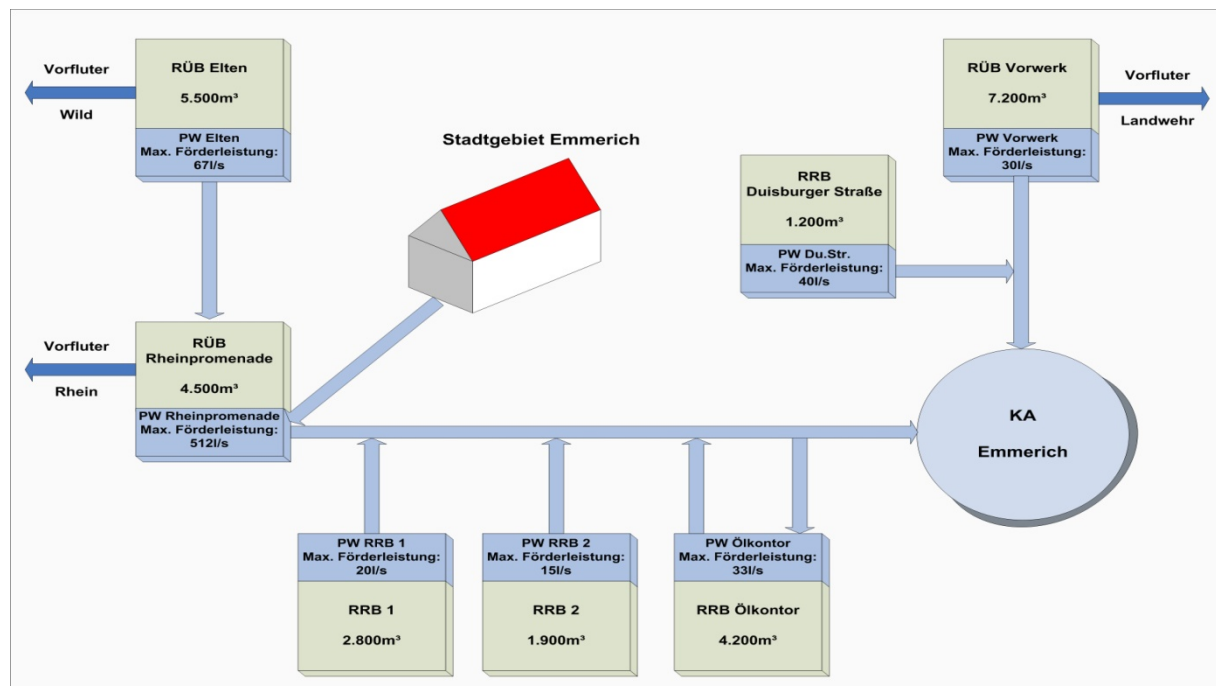 Vorfluter
Wild
RÜB Elten
5.500m³
PW Elten
Max. Förderleistung:
67l/s
Stadtgebiet Emmerich
RÜB Vorwerk
7.200m³
PW Vorwerk
Max. Förderleistung:
30l/s
Vorfluter
Landwehr
RRB
Duisburger Straße
1.200m³
PW Du.Str.
Max. Förderleistung:
40l/s
Vorfluter
Rhein
RÜB
Rheinpromenade
4.500m³
PW Rheinpromenade
Max. Förderleistung:
512l/s
KA
Emmerich
PW RRB 1
Max. Förderleistung:
20l/s
RRB 1
2.800m³
PW RRB 2
Max. Förderleistung:
15l/s
RRB 2
1.900m³
PW Ölkontor
Max. Förderleistung:
33l/s
RRB Ölkontor
4.200m³